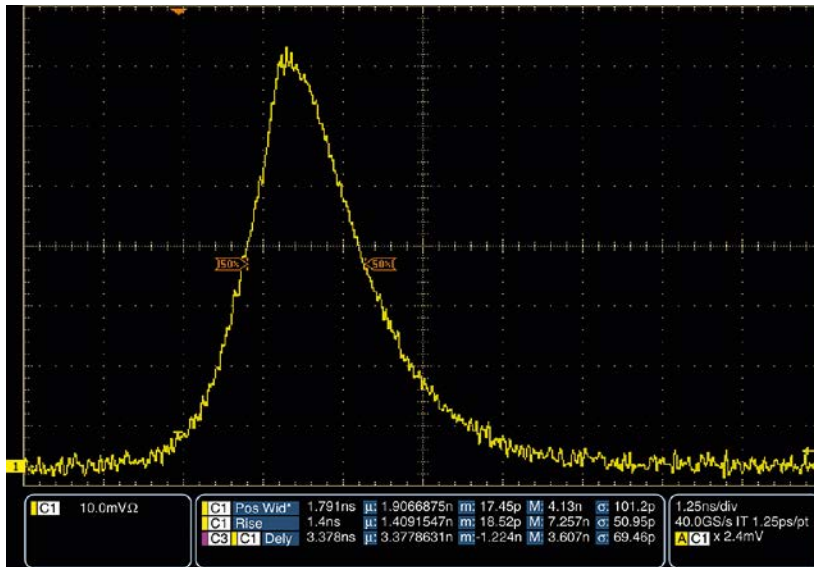 50%
50%
1
C1 10.0mVΩ
C1 Pos Wid* 1.791ns µ: 1.9066875n m: 17.45p M: 4.13n σ: 101.2p
C1 Rise 1.4ns µ: 1.4091547n m: 18.52p M: 7.257n σ: 50.95p
C3 C1 Dely 3.378ns µ: 3.3778631n m: -1.224n M: 3.607n σ: 69.46p
1.25ns/div
40.0GS/s IT 1.25ps/pt
A C1 x 2.4mV